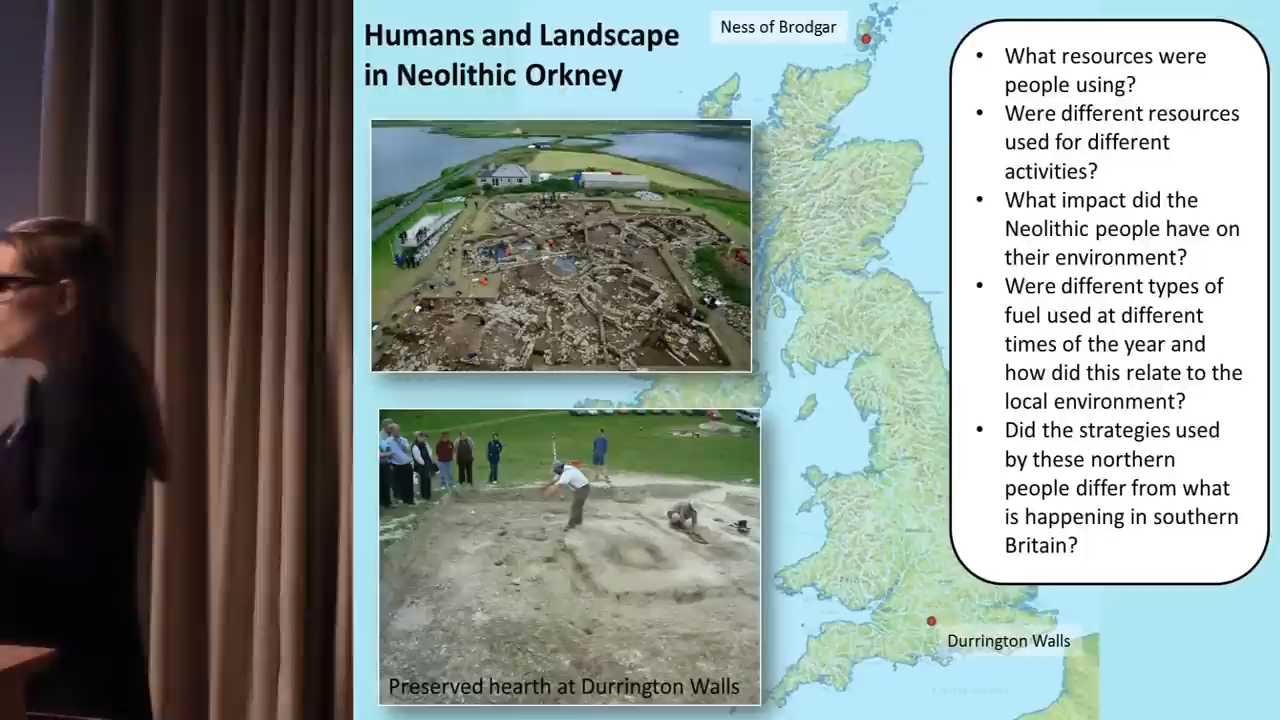 Humans and Landscape
in Neolithic Orkney
Ness of Brodgar
• What resources were
people using?
• Were different resources
used for different
activities?
• What impact did the
Neolithic people have on
their environment?
• Were different types of
fuel used at different
times of the year and
how did this relate to the
local environment?
• Did the strategies used
by these northern
people differ from what
is happening in southern
Britain?
Durrington Walls
Preserved hearth at Durrington Walls